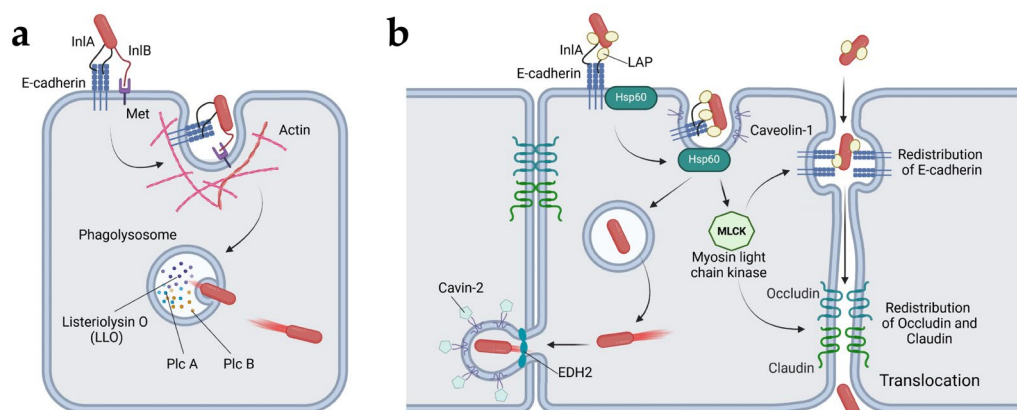 a
InlA
InlB
E-cadherin
Met
Actin
Phagolysosome
Listeriolysin O
(LLO)
Plc A
Plc B
b
InlA
LAP
E-cadherin
Hsp60
Caveolin-1
Hsp60
Redistribution
of E-cadherin
MLCK
Myosin light
chain kinase
Cavin-2
EDH2
Occludin
Redistribution
of Occludin and
Claudin
Claudin
Translocation